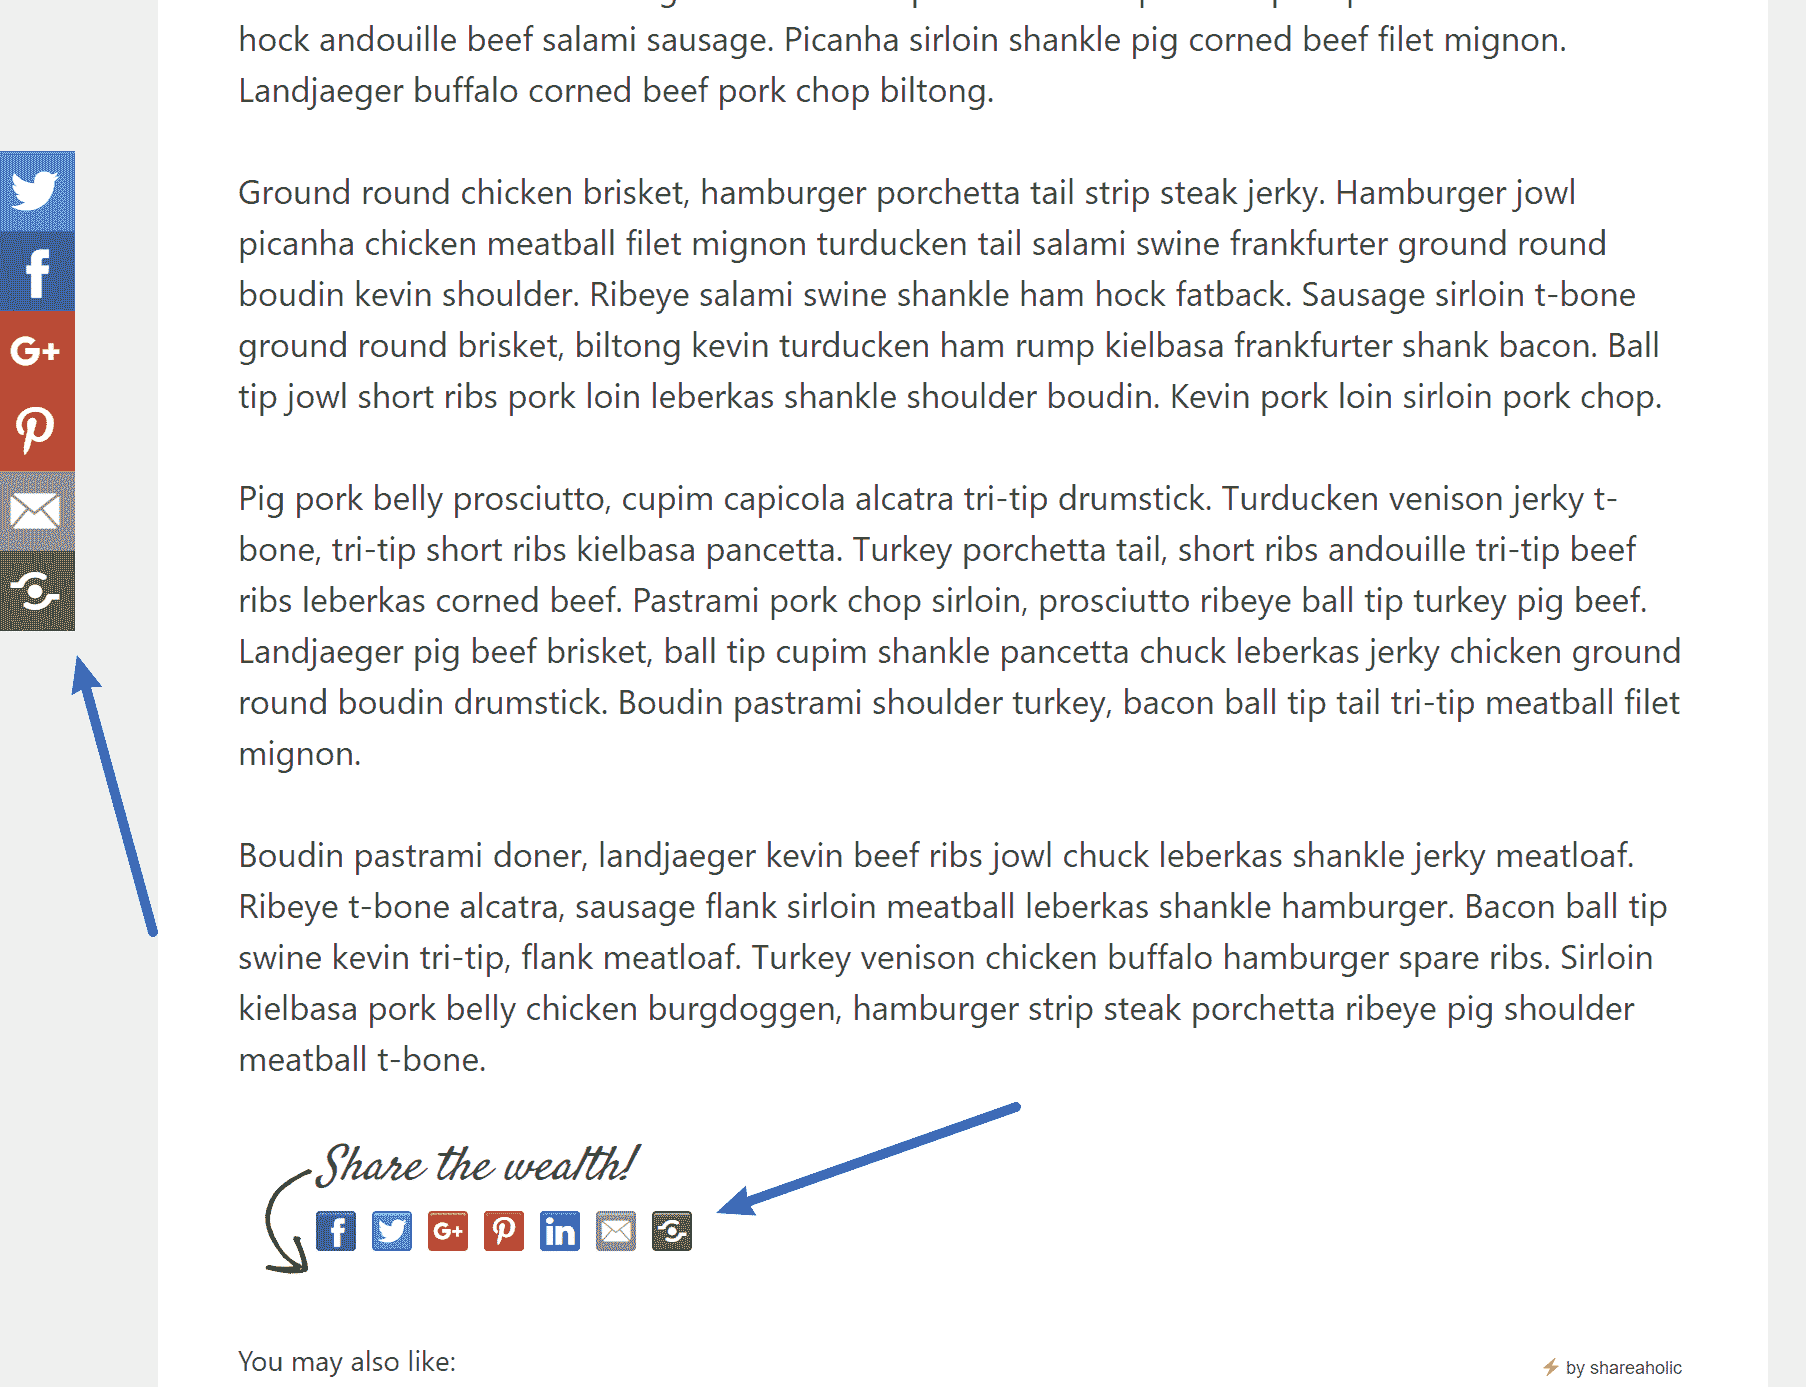 hock andouille beef salami sausage. Picanha sirloin shankle pig corned beef filet mignon.
Landjaeger buffalo corned beef pork chop biltong.
Ground round chicken brisket, hamburger porchetta tail strip steak jerky. Hamburger jowl
picanha chicken meatball filet mignon turducken tail salami swine frankfurter ground round
boudin kevin shoulder. Ribeye salami swine shankle ham hock fatback. Sausage sirloin t-bone
ground round brisket, biltong kevin turducken ham rump kielbasa frankfurter shank bacon. Ball
tip jowl short ribs pork loin leberkas shankle shoulder boudin. Kevin pork loin sirloin pork chop.
Pig pork belly prosciutto, cupim capicola alcatra tri-tip drumstick. Turducken venison jerky t-
bone, tri-tip short ribs kielbasa pancetta. Turkey porchetta tail, short ribs andouille tri-tip beef
ribs leberkas corned beef. Pastrami pork chop sirloin, prosciutto ribeye ball tip turkey pig beef.
Landjaeger pig beef brisket, ball tip cupim shankle pancetta chuck leberkas jerky chicken ground
round boudin drumstick. Boudin pastrami shoulder turkey, bacon ball tip tail tri-tip meatball filet
mignon.
Boudin pastrami doner, landjaeger kevin beef ribs jowl chuck leberkas shankle jerky meatloaf.
Ribeye t-bone alcatra, sausage flank sirloin meatball leberkas shankle hamburger. Bacon ball tip
swine kevin tri-tip, flank meatloaf. Turkey venison chicken buffalo hamburger spare ribs. Sirloin
kielbasa pork belly chicken burgdoggen, hamburger strip steak porchetta ribeye pig shoulder
meatball t-bone.
Share the wealth!
You may also like:
by shareaholic